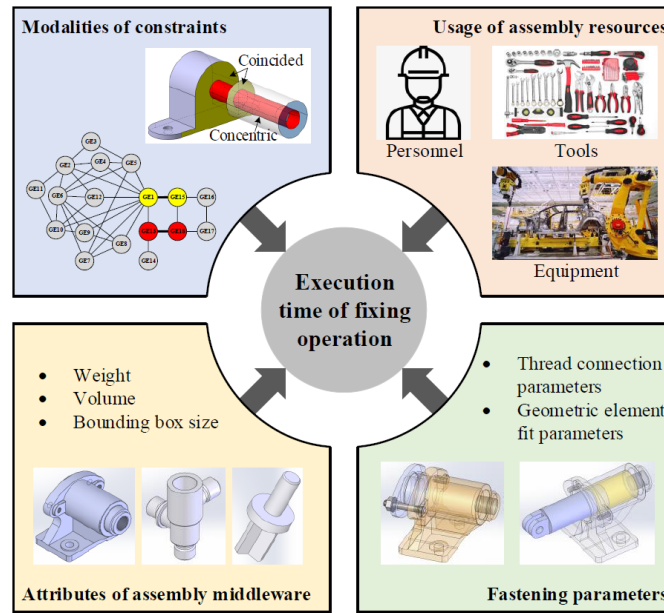 Modalities of constraints
Coincided
Concentric
GE3
GE2
GE4
GE5
GE11
GE6
GE12
GE1
GE15
GE16
GE10
GE9
GE8
GE17
GE7
GE14
Usage of assembly resources
Personnel
Tools
Equipment
Execution
time of fixing
operation
• Weight
• Volume
• Bounding box size
Attributes of assembly middleware
• Thread connection
parameters
• Geometric element
fit parameters
Fastening parameters